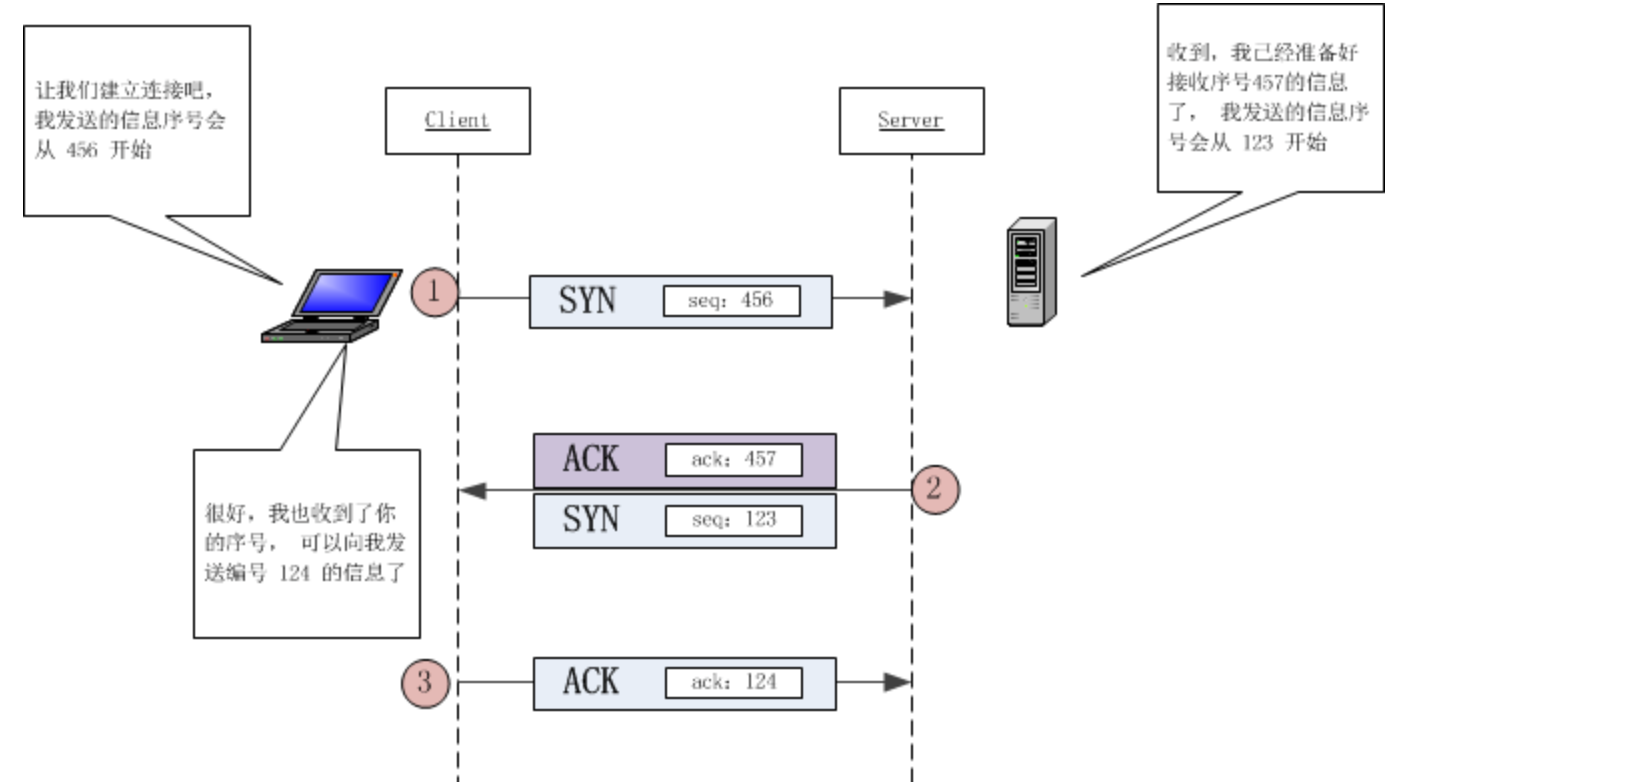 让我们建立连接吧，
我发送的信息序号会
从 456 开始
Client
Server
收到，我已经准备好
接收序号457的信息
了， 我发送的信息序
号会从 123 开始
1
SYN
seq: 456
ACK
ack: 457
2
SYN
seq: 123
很好，我也收到了你
的序号， 可以向我发
送编号 124 的信息了
3
ACK
ack: 124